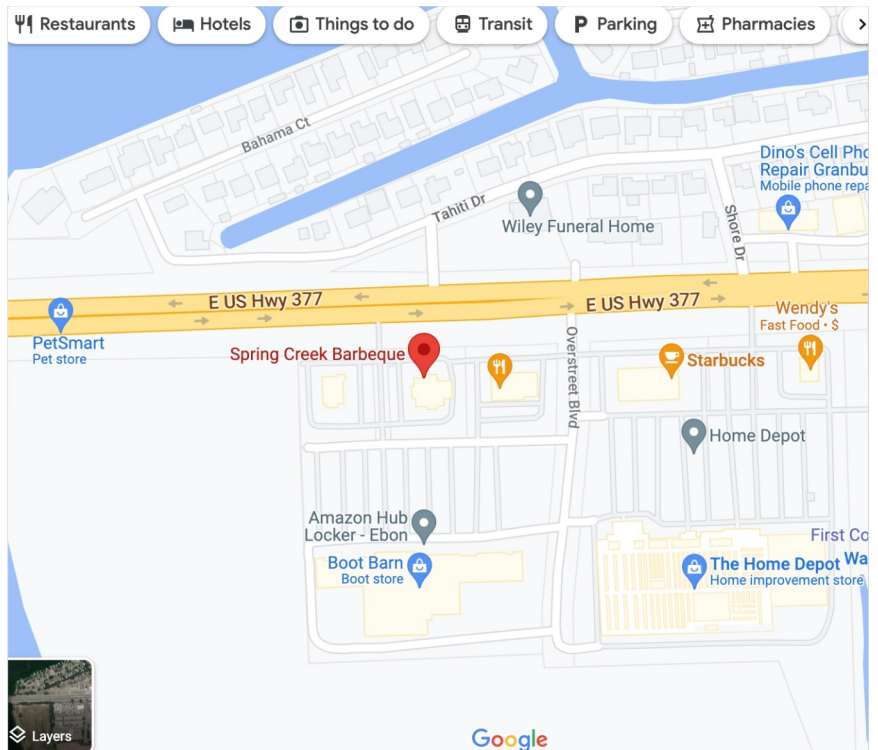 Restaurants
Hotels
Things to do
Transit
P Parking
Pharmacies
Bahama Ct
Tahiti Dr
Dino's Cell Pho
Repair Granbu
Mobile phone repa
Wiley Funeral Home
Shore Dr
E US Hwy 377
E US Hwy 377
PetSmart
Pet store
Wendy's
Fast Food · $
Spring Creek Barbeque
Overstreet Blvd
Starbucks
Home Depot
Amazon Hub
Locker - Ebon
First Co
Boot Barn
Boot store
The Home Depot
Wa
Home improvement store
Layers
Google